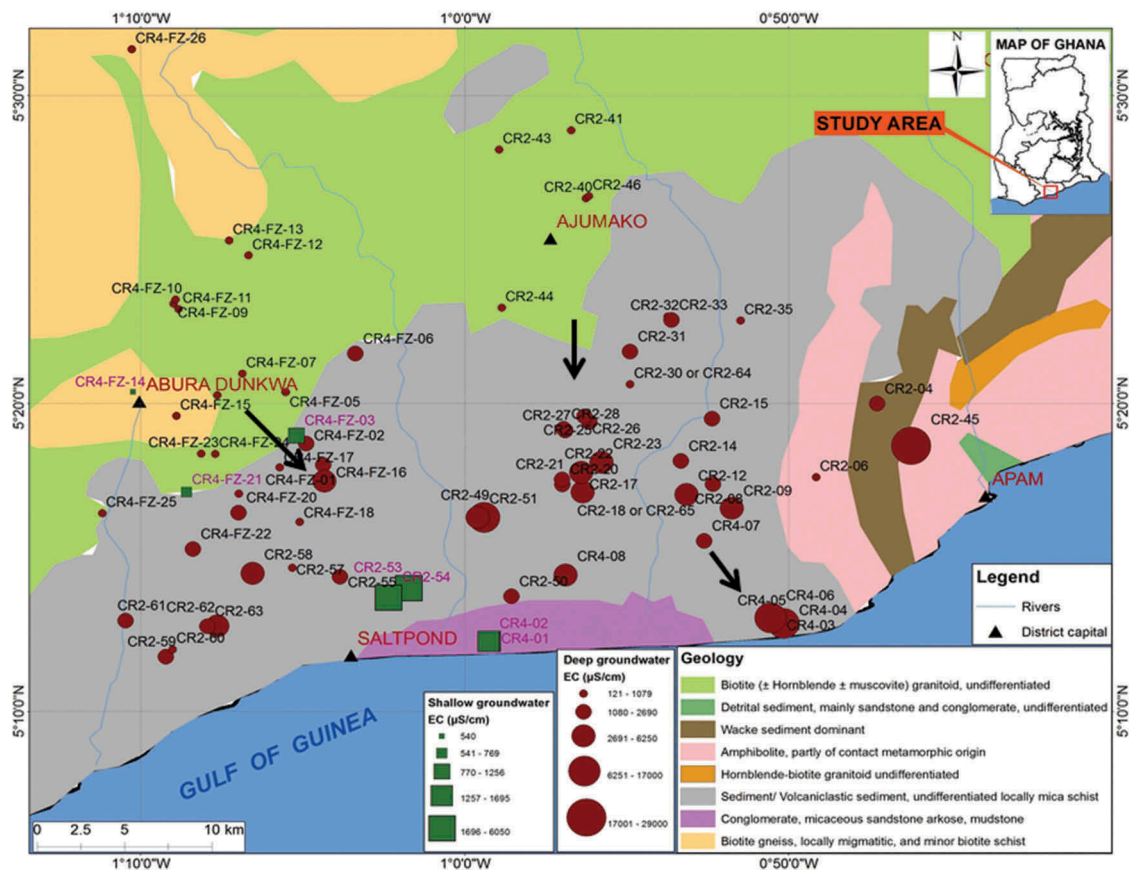 1°10'0"W
1°0'0"W
0°50'0"W
CR4-FZ-26
N
MAP OF GHANA
5°30'0"N
5°30'0"N
CR2-41
STUDY AREA
CR2-43
CR2-40
CR2-46
AJUMAKO
CR4-FZ-13
CR4-FZ-12
CR4-FZ-10
CR4-FZ-11
CR4-FZ-09
CR2-44
CR2-32
CR2-33
CR2-35
CR4-FZ-06
CR2-31
CR4-FZ-07
CR2-30 or CR2-64
CR4-FZ-14
ABURA DUNKWA
5°20'0"N
5°20'0"N
CR4-FZ-15
CR4-FZ-05
CR2-04
CR2-15
CR4-FZ-03
CR2-27
CR2-28
CR2-45
CR4-FZ-02
CR2-25
CR2-26
CR4-FZ-23
CR4-FZ-24
CR2-23
CR2-14
CR4-FZ-17
CR2-22
CR2-21
CR2-20
CR2-06
CR4-FZ-16
CR4-FZ-21
CR4-FZ-01
CR2-17
CR2-12
APAM
CR4-FZ-25
CR4-FZ-20
CR2-49
CR2-51
CR2-08
CR2-09
CR4-FZ-18
CR2-18 or CR2-65
CR4-FZ-22
CR4-07
CR2-58
CR4-08
CR2-57
CR2-53
CR2-54
CR2-55
CR2-50
Legend
Rivers
District capital
CR4-05
CR4-06
CR4-04
CR4-03
CR2-61
CR2-62
CR2-63
CR4-02
CR4-01
CR2-59
CR2-60
SALTPOND
5°10'0"N
5°10'0"N
GULF OF GUINEA
Shallow groundwater
EC (µS/cm)
540
541 - 769
770 - 1256
1257 - 1695
1696 - 6050
Deep groundwater
EC (µS/cm)
121 - 1079
1080 - 2690
2691 - 6250
6251 - 17000
17001 - 29000
Geology
Biotite (± Hornblende ± muscovite) granitoid, undifferentiated
Detrital sediment, mainly sandstone and conglomerate, undifferentiated
Wacke sediment dominant
Amphibolite, partly of contact metamorphic origin
Hornblende-biotite granitoid undifferentiated
Sediment/ Volcaniclastic sediment, undifferentiated locally mica schist
Conglomerate, micaceous sandstone arkose, mudstone
Biotite gneiss, locally migmatitic, and minor biotite schist
0 2.5 5 10 km
1°10'0"W
1°0'0"W
0°50'0"W